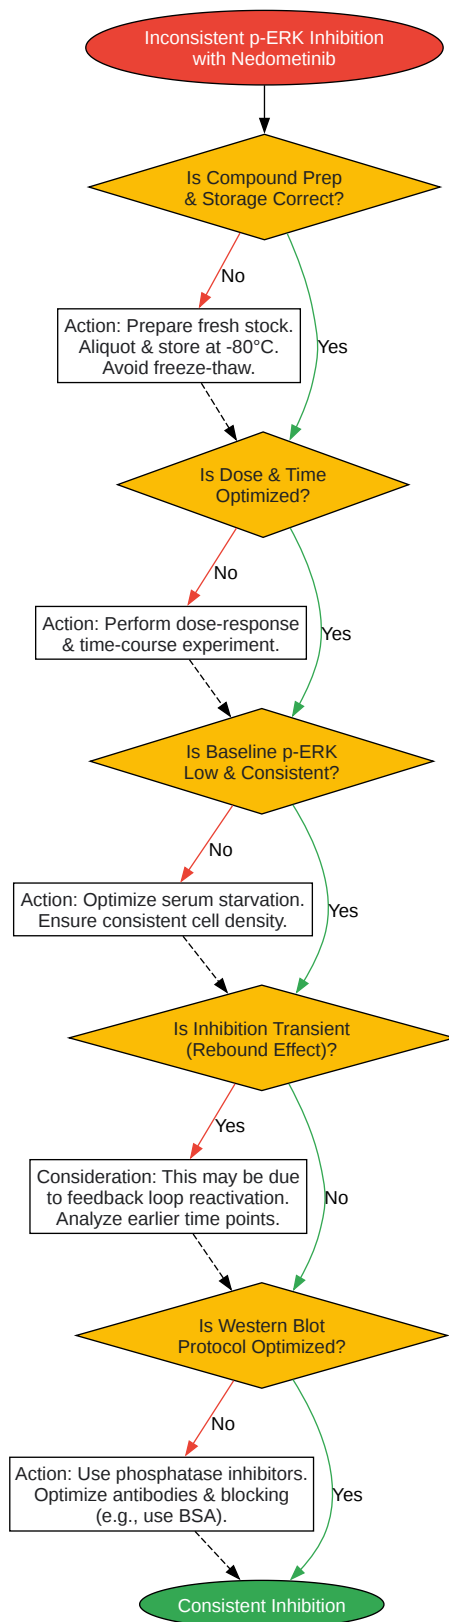 Inconsistent p-ERK Inhibition
with Nedometinib
Is Compound Prep
& Storage Correct?
No
Yes
Action: Prepare fresh stock.
Aliquot & store at -80°C.
Avoid freeze-thaw.
Is Dose & Time
Optimized?
No
Yes
Action: Perform dose-response
& time-course experiment.
Is Baseline p-ERK
Low & Consistent?
No
Yes
Action: Optimize serum starvation.
Ensure consistent cell density.
Is Inhibition Transient
(Rebound Effect)?
Yes
No
Consideration: This may be due
to feedback loop reactivation.
Analyze earlier time points.
Is Western Blot
Protocol Optimized?
No
Yes
Action: Use phosphatase inhibitors.
Optimize antibodies & blocking
(e.g., use BSA).
Consistent Inhibition